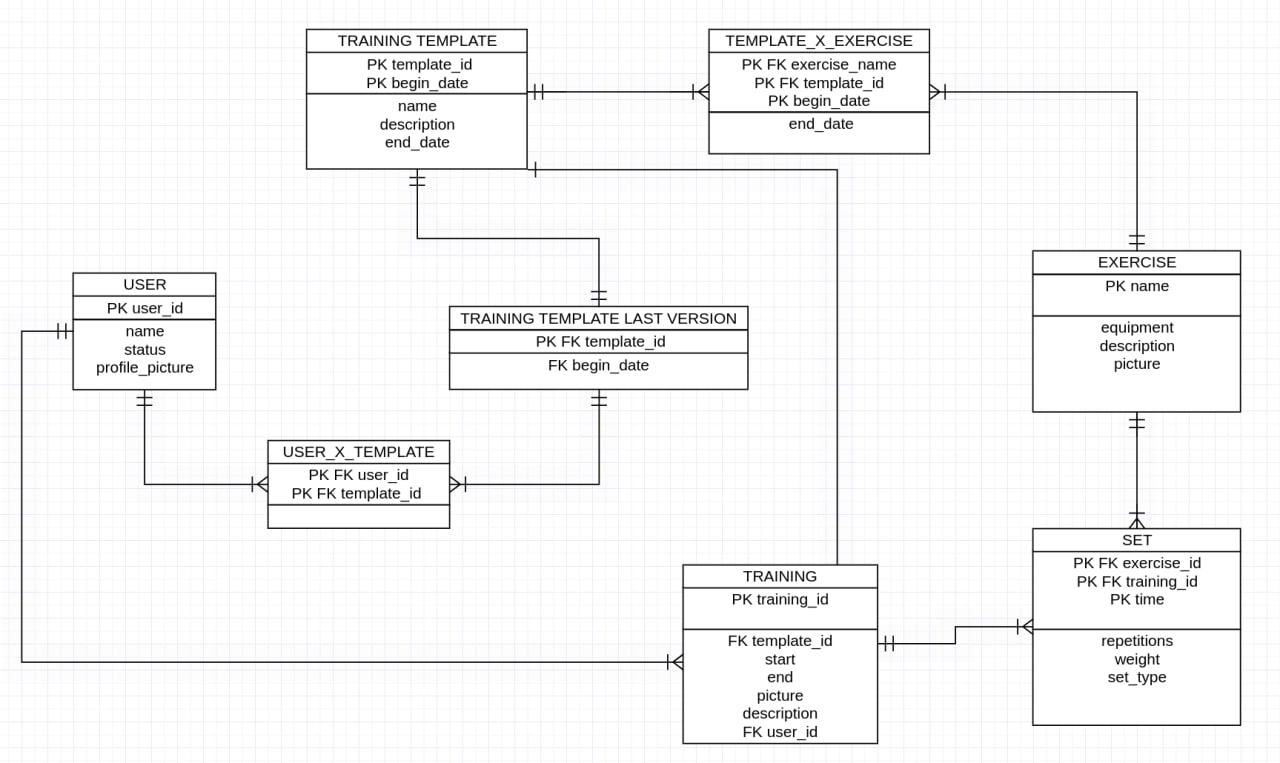 TRAINING TEMPLATE
PK template_id
PK begin_date
name
description
end_date
TEMPLATE_X_EXERCISE
PK FK exercise_name
PK FK template_id
PK begin_date
end_date
USER
PK user_id
name
status
profile_picture
TRAINING TEMPLATE LAST VERSION
PK FK template_id
FK begin_date
EXERCISE
PK name
equipment
description
picture
USER_X_TEMPLATE
PK FK user_id
PK FK template_id
TRAINING
PK training_id
FK template_id
start
end
picture
description
FK user_id
SET
PK FK exercise_id
PK FK training_id
PK time
repetitions
weight
set_type